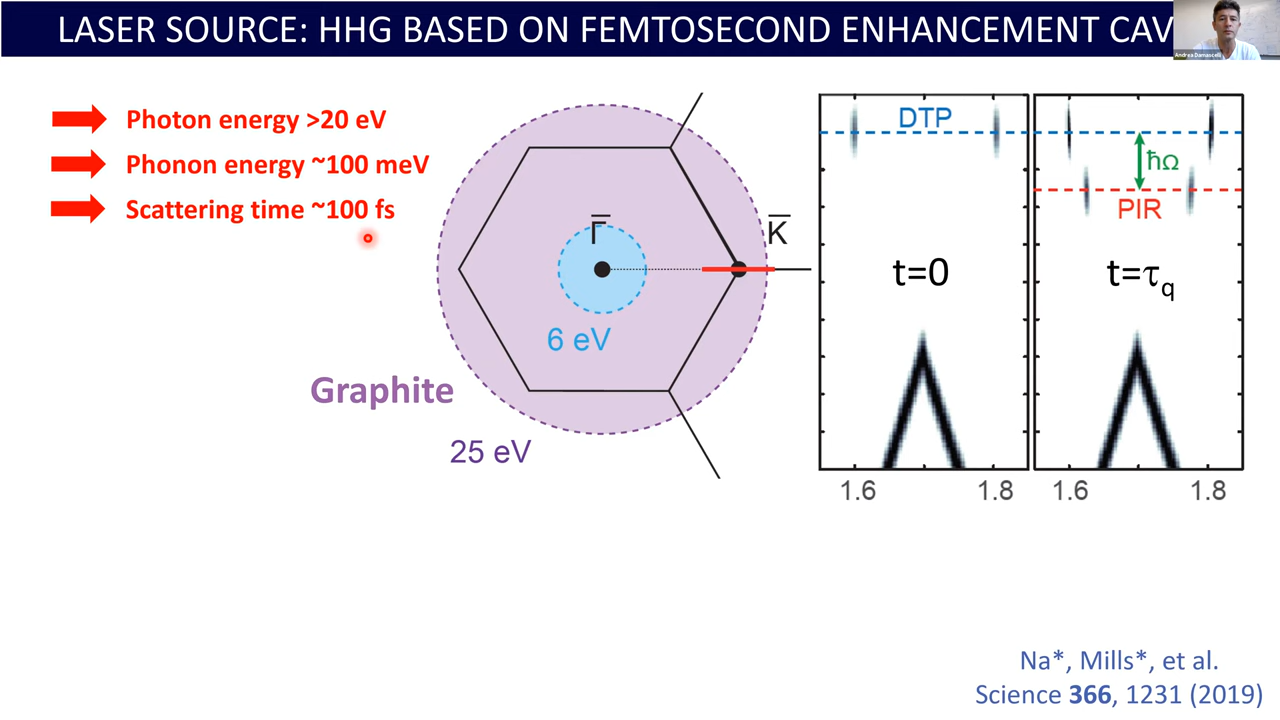 LASER SOURCE: HHG BASED ON FEMTOSECOND ENHANCEMENT CAV
Andrea Damascelli
Photon energy >20 eV
Phonon energy ~100 meV
Scattering time ~100 fs
Γ̅
K̅
6 eV
Graphite
25 eV
DTP
ħΩ
PIR
t=0
t=τq
1.6
1.8
1.6
1.8
Na*, Mills*, et al.
Science 366, 1231 (2019)